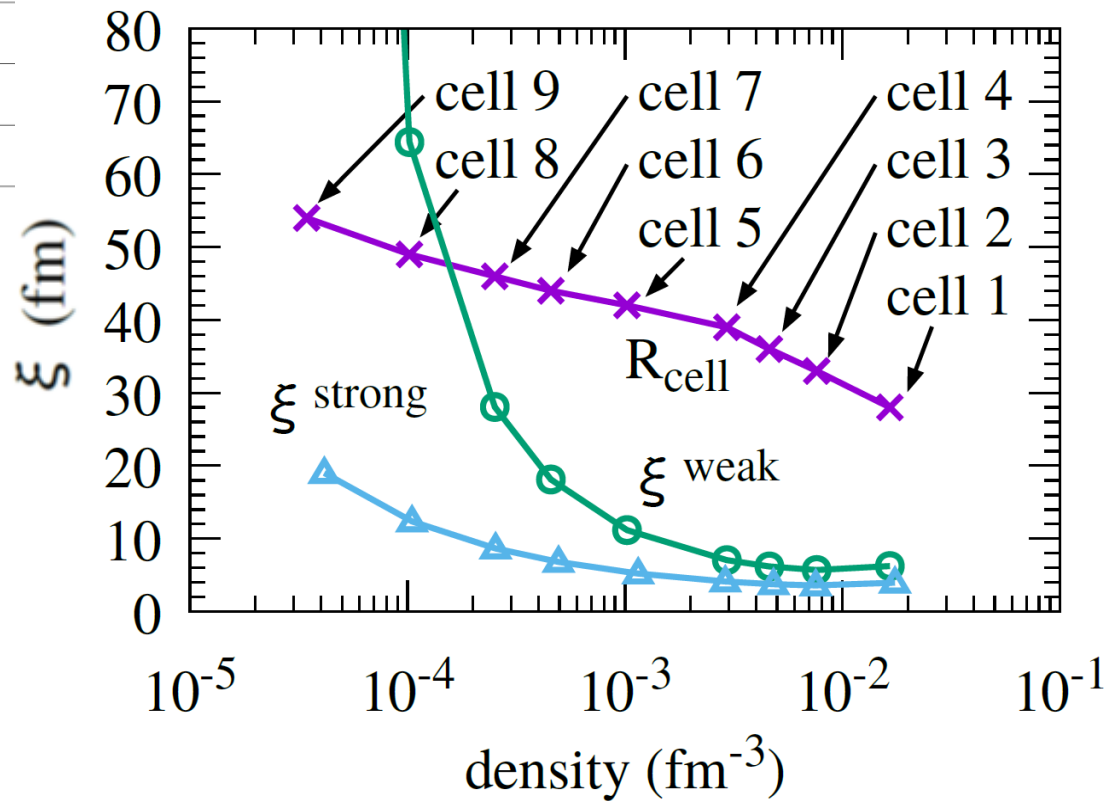 80
70
60
50
40
30
20
10
0
ξ (fm)
cell 9
cell 7
cell 4
cell 8
cell 6
cell 3
cell 5
cell 2
cell 1
R_cell
ξ ^strong
ξ ^weak
10^-5 10^-4 10^-3 10^-2 10^-1
density (fm^-3)